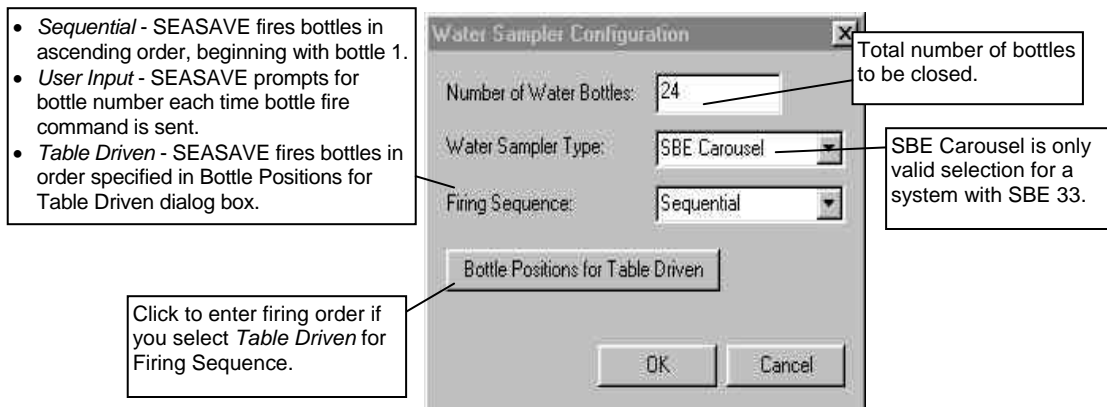 • Sequential - SEASAVE fires bottles in
ascending order, beginning with bottle 1.
• User Input - SEASAVE prompts for
bottle number each time bottle fire
command is sent.
• Table Driven - SEASAVE fires bottles in
order specified in Bottle Positions for
Table Driven dialog box.
Water Sampler Configuration
Total number of bottles
to be closed.
Number of Water Bottles: 24
Water Sampler Type: SBE Carousel
SBE Carousel is only
valid selection for a
system with SBE 33.
Firing Sequence: Sequential
Bottle Positions for Table Driven
Click to enter firing order if
you select Table Driven for
Firing Sequence.
OK Cancel